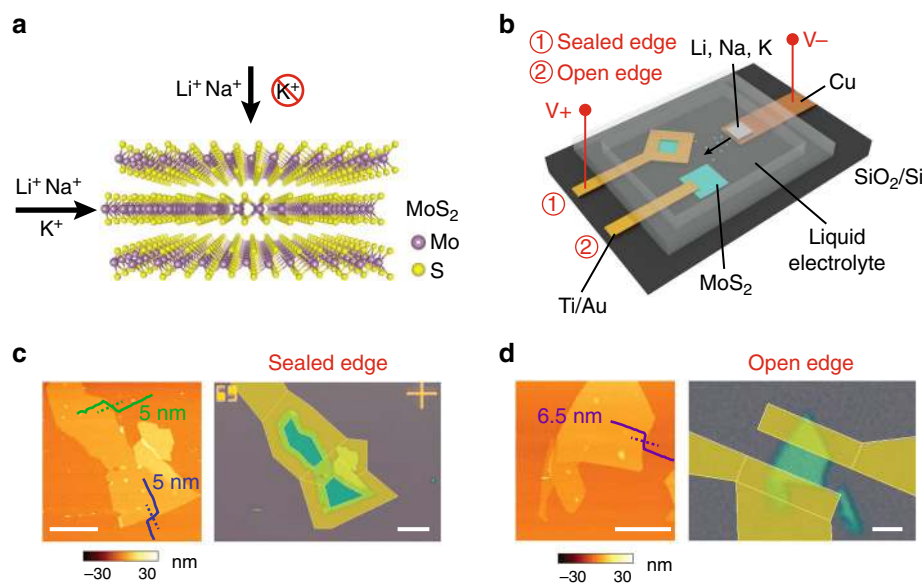 a
Li+ Na+
K+
Li+ Na+
K+
MoS2
Mo
S
b
① Sealed edge
② Open edge
Li, Na, K
V–
Cu
V+
SiO2/Si
①
②
Liquid
electrolyte
MoS2
Ti/Au
c
Sealed edge
5 nm
5 nm
69
nm
–30
30
d
Open edge
6.5 nm
nm
–30
30